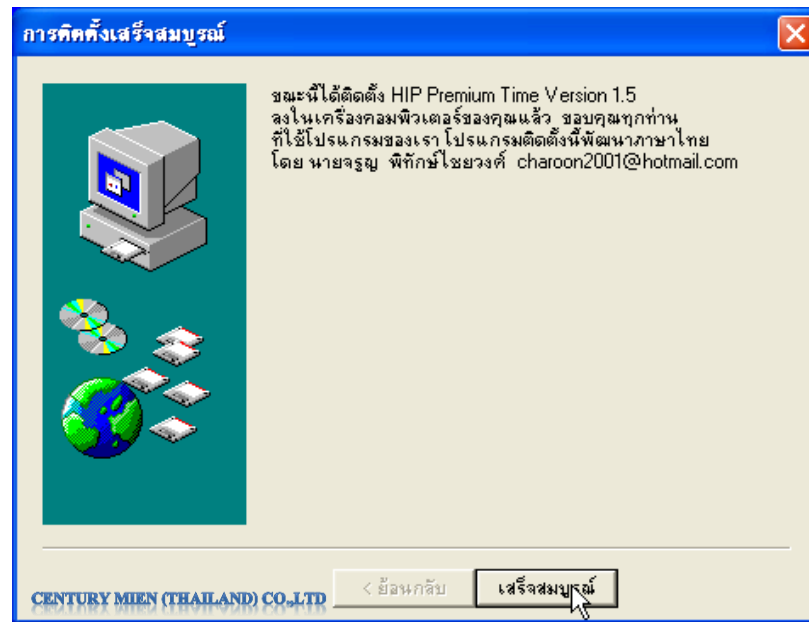 การติดตั้งเสร็จสมบูรณ์
ขณะนี้ได้ติดตั้ง HIP Premium Time Version 1.5
ลงในเครื่องคอมพิวเตอร์ของคุณแล้ว ขอบคุณทุกท่าน
ที่ใช้โปรแกรมของเรา โปรแกรมติดตั้งนี้พัฒนาภาษาไทย
โดย นายจรูญ พิทักษ์ไชยวงศ์ charoon2001@hotmail.com
< ย้อนกลับ
เสร็จสมบูรณ์
CENTURY MIEN (THAILAND) CO.,LTD